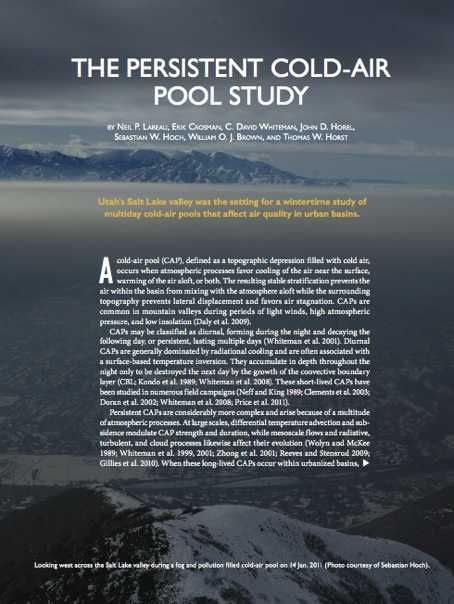 THE PERSISTENT COLD-AIR
POOL STUDY
BY NEIL P. LAREAU, ERIK CROSMAN, C. DAVID WHITEMAN, JOHN D. HOREL,
SEBASTIAN W. HOCH, WILLIAM O. J. BROWN, AND THOMAS W. HORST
Utah's Salt Lake valley was the setting for a wintertime study of
multiday cold-air pools that affect air quality in urban basins.
A cold-air pool (CAP), defined as a topographic depression filled with cold air,
occurs when atmospheric processes favor cooling of the air near the surface,
warming of the air aloft, or both. The resulting stable stratification prevents the
air within the basin from mixing with the atmosphere aloft while the surrounding
topography prevents lateral displacement and favors air stagnation. CAPs are
common in mountain valleys during periods of light winds, high atmospheric
pressure, and low insolation (Daly et al. 2009).
CAPs may be classified as diurnal, forming during the night and decaying the
following day, or persistent, lasting multiple days (Whiteman et al. 2001). Diurnal
CAPs are generally dominated by radiational cooling and are often associated with
a surface-based temperature inversion. They accumulate in depth throughout the
night only to be destroyed the next day by the growth of the convective boundary
layer (CBL; Kondo et al. 1989; Whiteman et al. 2008). These short-lived CAPs have
been studied in numerous field campaigns (Neff and King 1989; Clements et al. 2003;
Doran et al. 2002; Whiteman et al. 2008; Price et al. 2011).
Persistent CAPs are considerably more complex and arise because of a multitude
of atmospheric processes. At large scales, differential temperature advection and sub-
sidence modulate CAP strength and duration, while mesoscale flows and radiative,
turbulent, and cloud processes likewise affect their evolution (Wolyn and McKee
1989; Whiteman et al. 1999, 2001; Zhong et al. 2001; Reeves and Stensrud 2009;
Gillies et al. 2010). When these long-lived CAPs occur within urbanized basins, ▶
Looking west across the Salt Lake valley during a fog and pollution filled cold-air pool on 14 Jan. 2011 (Photo courtesy of Sebastian Hoch).